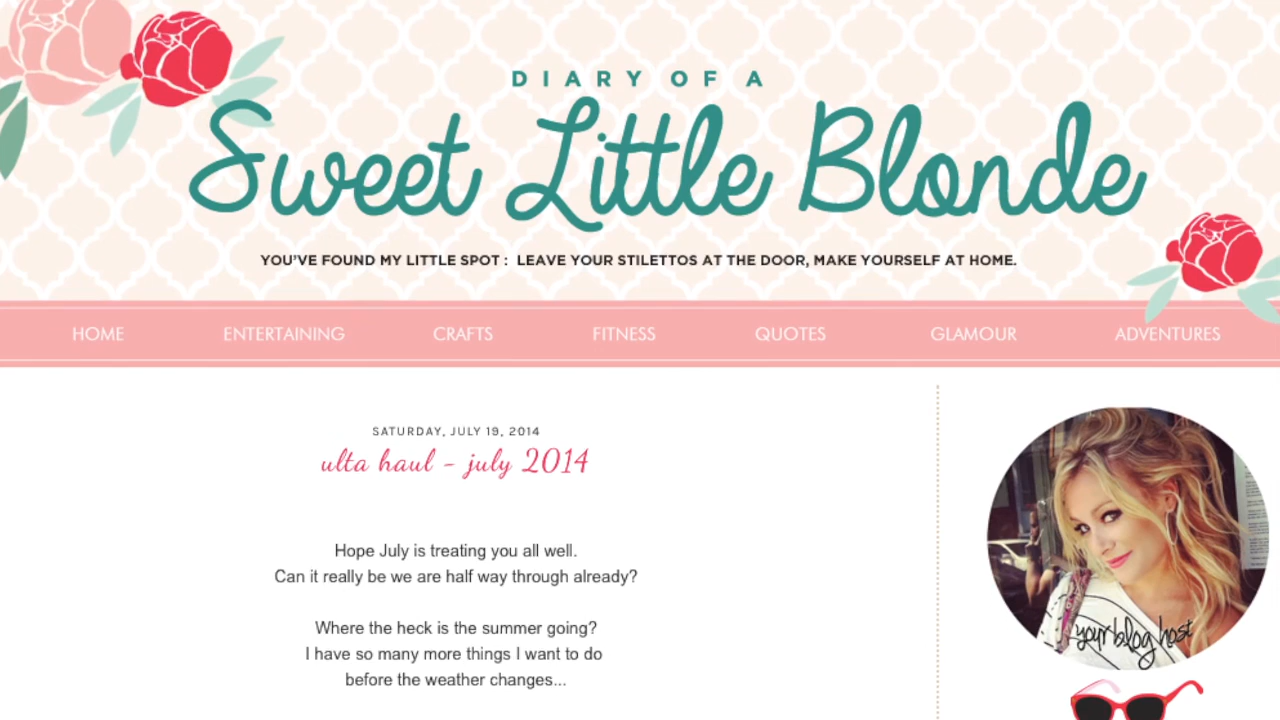 DIARY OF A
Sweet Little Blonde
YOU'VE FOUND MY LITTLE SPOT : LEAVE YOUR STILETTOS AT THE DOOR, MAKE YOURSELF AT HOME.
HOME ENTERTAINING CRAFTS FITNESS QUOTES GLAMOUR ADVENTURES
SATURDAY, JULY 19, 2014
ulta haul - july 2014
Hope July is treating you all well.
Can it really be we are half way through already?
Where the heck is the summer going?
I have so many more things I want to do
before the weather changes...
your blog host